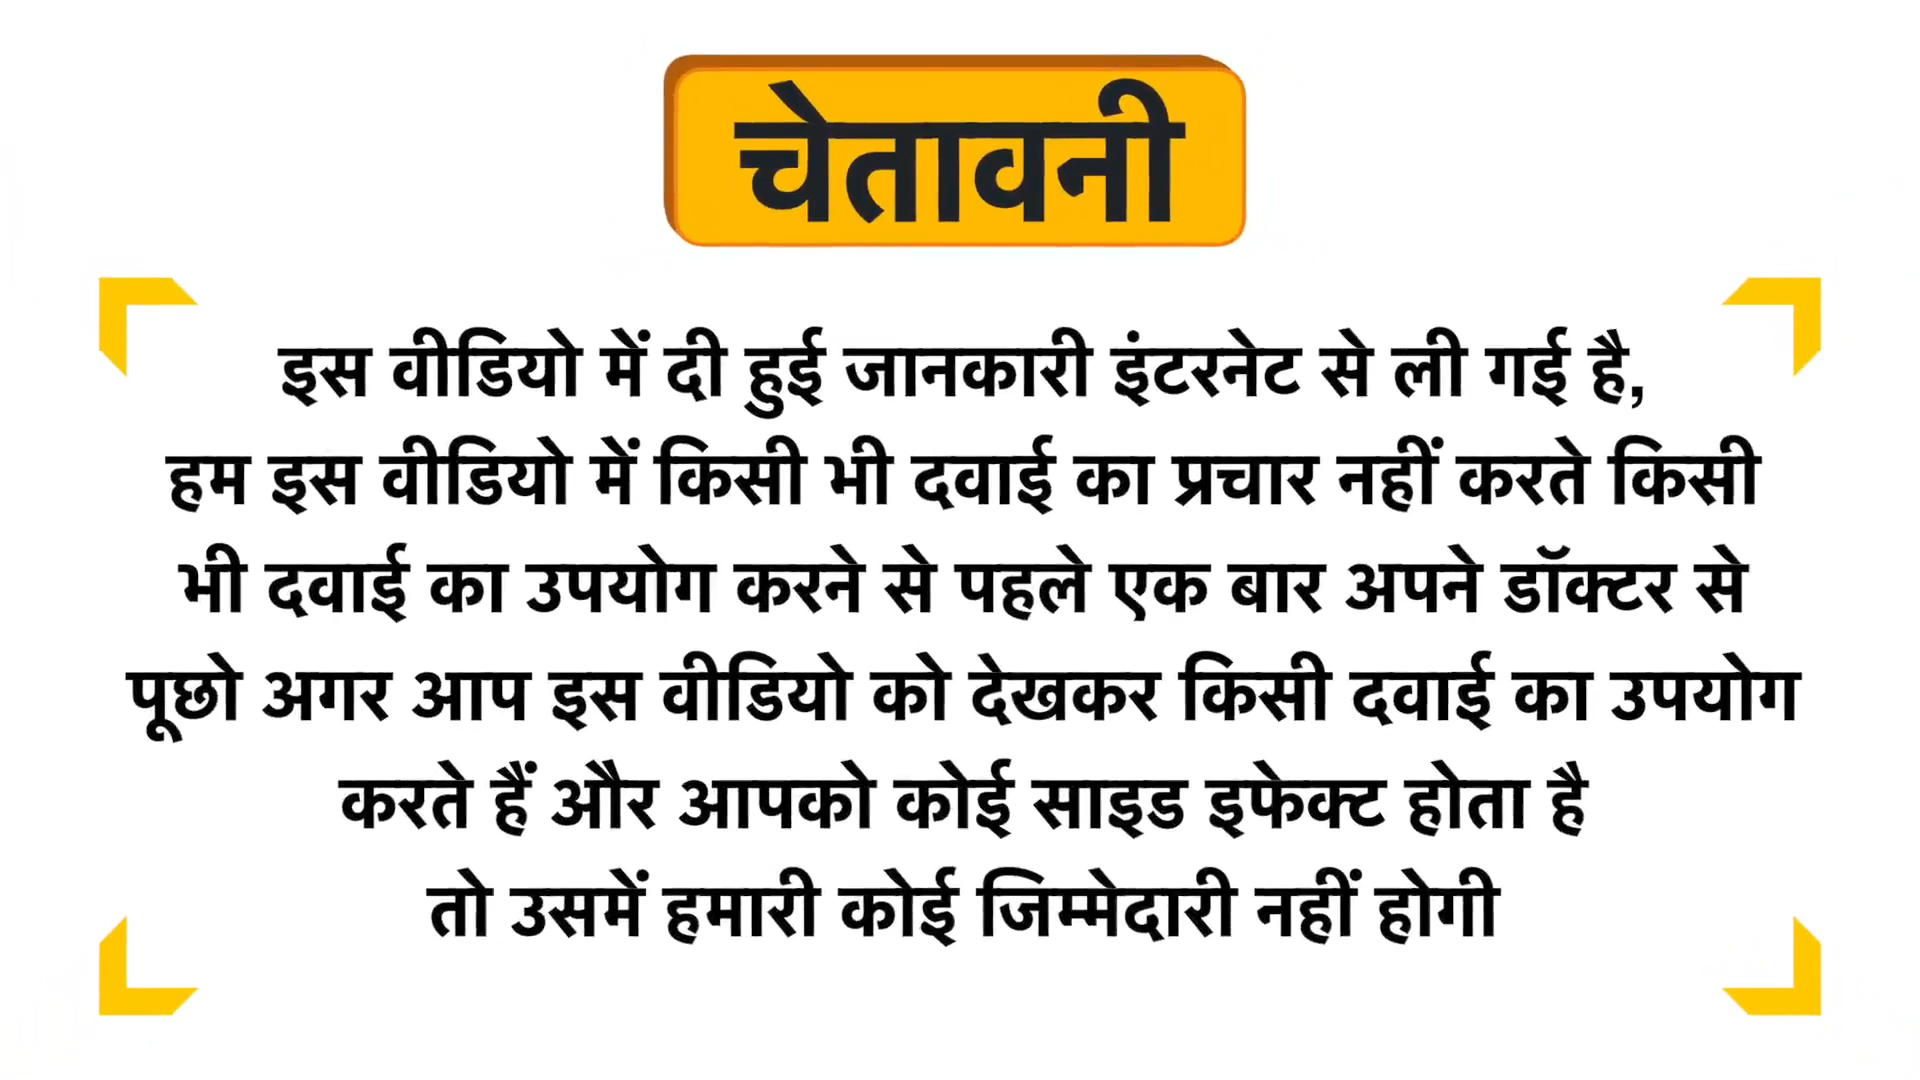 चेतावनी
इस वीडियो में दी हुई जानकारी इंटरनेट से ली गई है,
हम इस वीडियो में किसी भी दवाई का प्रचार नहीं करते किसी
भी दवाई का उपयोग करने से पहले एक बार अपने डॉक्टर से
पूछो अगर आप इस वीडियो को देखकर किसी दवाई का उपयोग
करते हैं और आपको कोई साइड इफेक्ट होता है
तो उसमें हमारी कोई जिम्मेदारी नहीं होगी